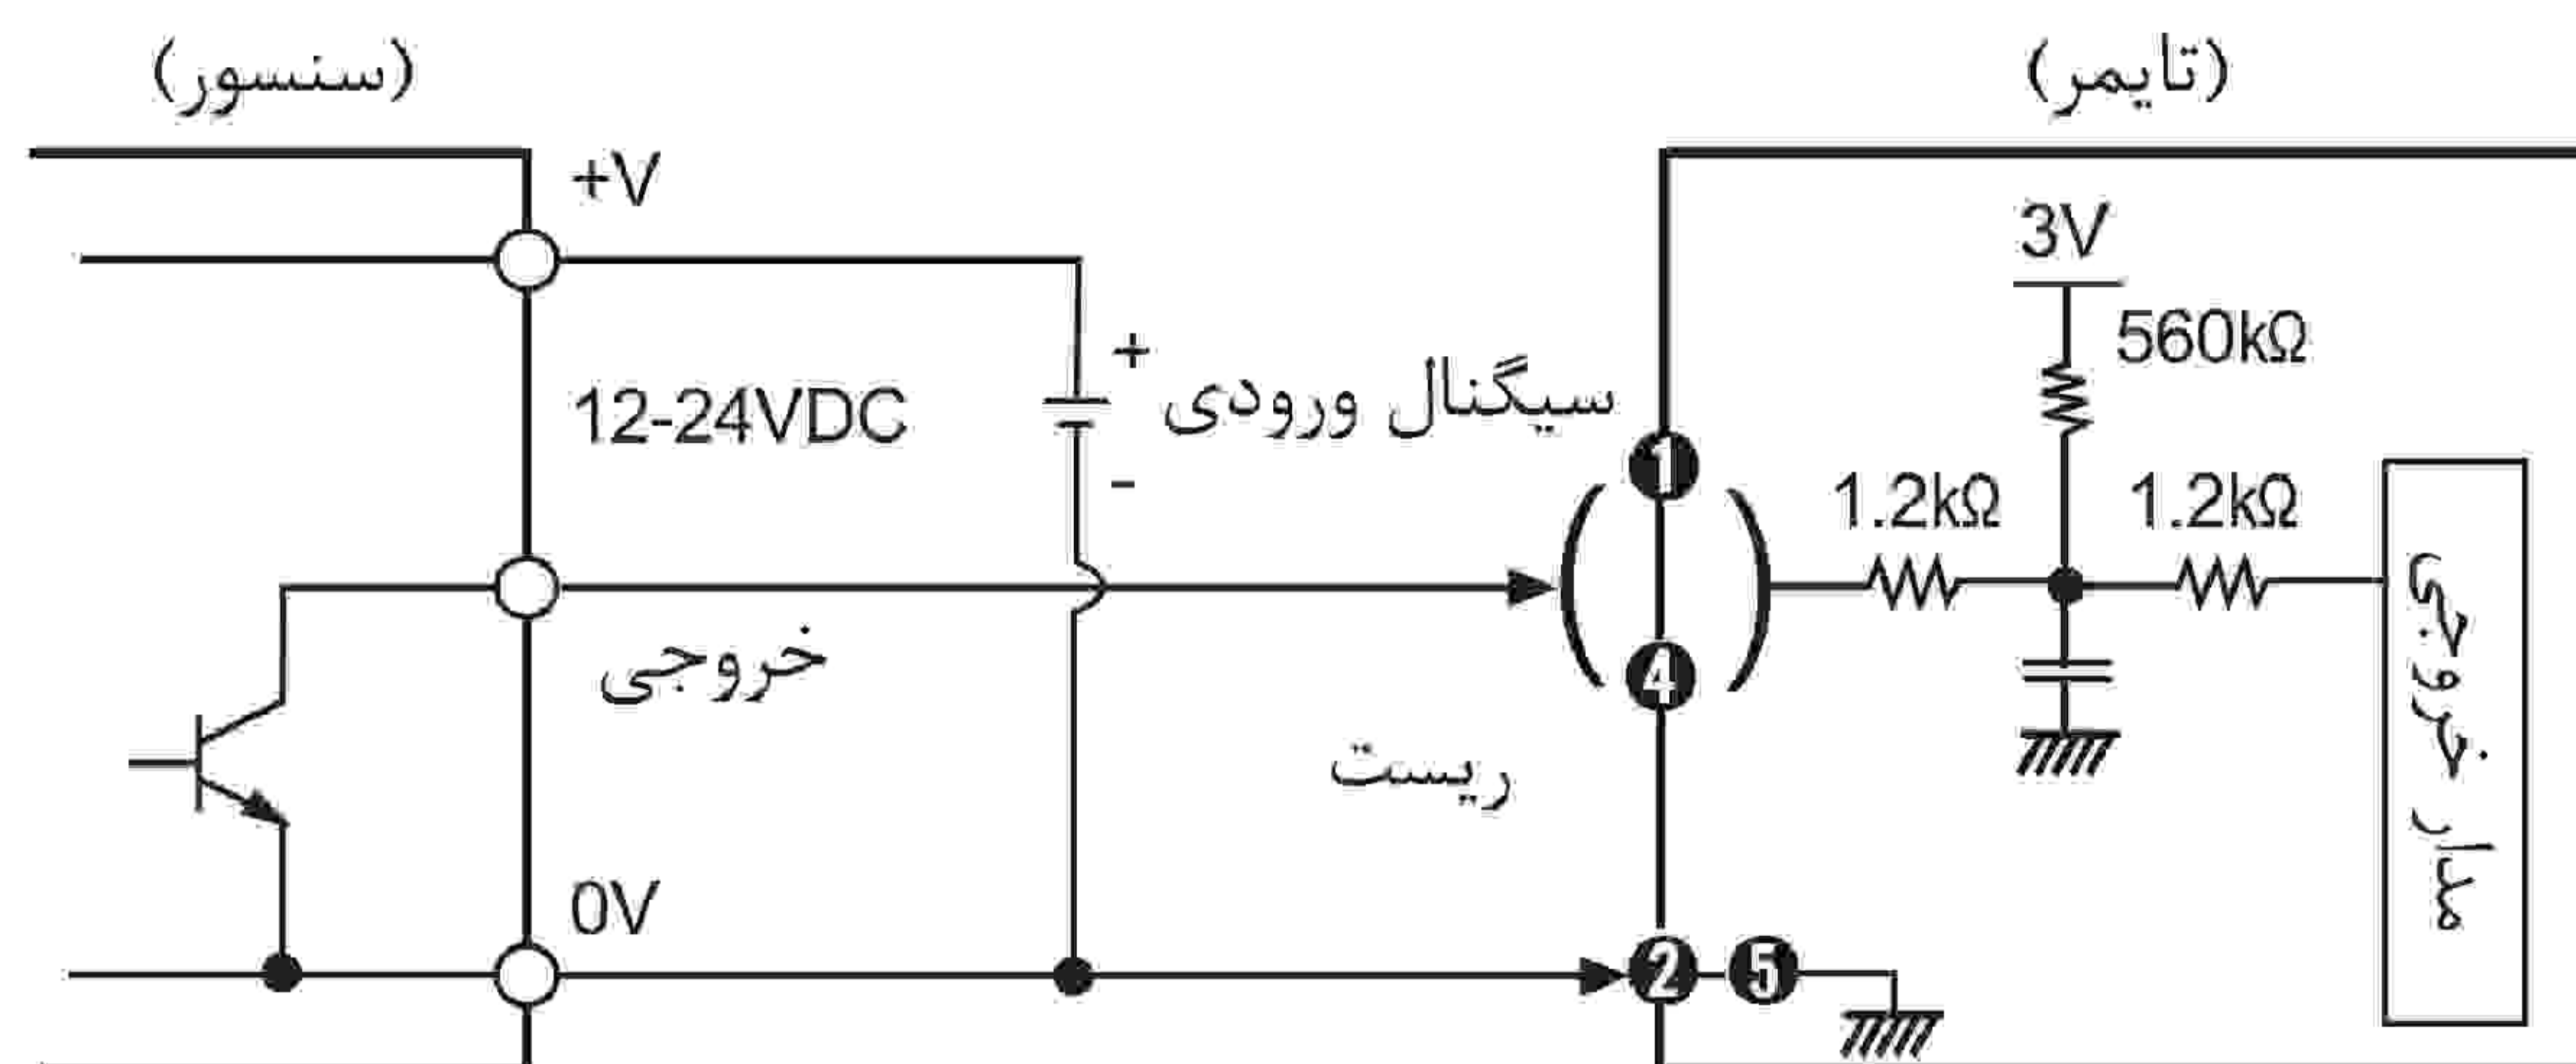 (سنسور)
(تایمر)
+V
3V
560kΩ
12-24VDC
+
سیگنال ورودی
-
1
1.2kΩ
1.2kΩ
خروجی
4
ریست
مدار خروجی
0V
2
5